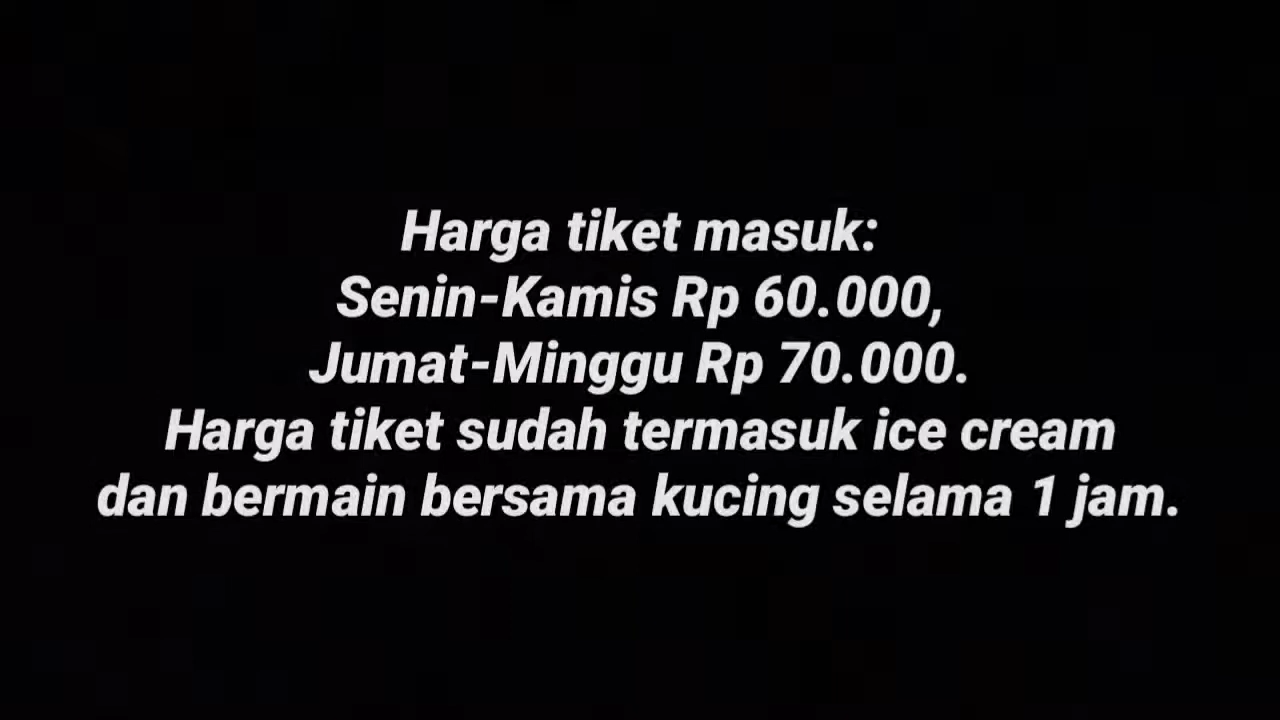 Harga tiket masuk:
Senin-Kamis Rp 60.000,
Jumat-Minggu Rp 70.000.
Harga tiket sudah termasuk ice cream
dan bermain bersama kucing selama 1 jam.